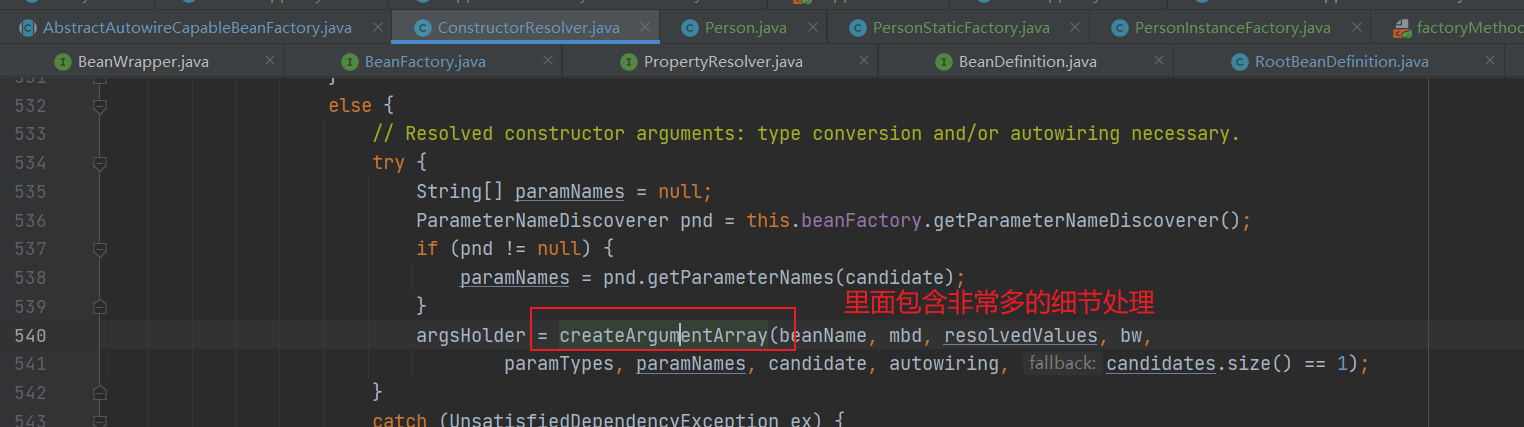 AbstractAutowireCapableBeanFactory.java × ConstructorResolver.java × Person.java × PersonStaticFactory.java × PersonInstanceFactory.java × factoryMethod
BeanWrapper.java × BeanFactory.java × PropertyResolver.java × BeanDefinition.java × RootBeanDefinition.java ×
531 }
532 else {
533 // Resolved constructor arguments: type conversion and/or autowiring necessary.
534 try {
535 String[] paramNames = null;
536 ParameterNameDiscoverer pnd = this.beanFactory.getParameterNameDiscoverer();
537 if (pnd != null) {
538 paramNames = pnd.getParameterNames(candidate);
539 }
里面包含非常多的细节处理
540 argsHolder = createArgumentArray(beanName, mbd, resolvedValues, bw,
541 paramTypes, paramNames, candidate, autowiring, fallback: candidates.size() == 1);
542 }
543 catch (UnsatisfiedDependencyException ex) {